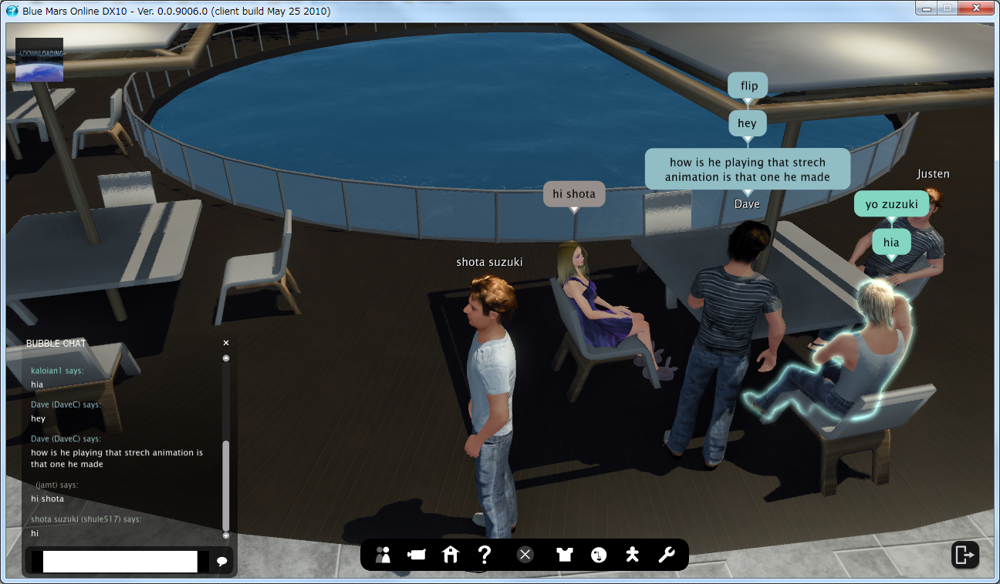 Blue Mars Online DX10 - Ver. 0.0.9006.0 (client build May 25 2010)
DOWNLOADING
flip
hey
how is he playing that strech
animation is that one he made
Dave
Justen
yo zuzuki
hia
hi shota
shota suzuki
BUBBLE CHAT
kaloian1 says:
hia
Dave (DaveC) says:
hey
Dave (DaveC) says:
how is he playing that strech animation is
that one he made
(jamt) says:
hi shota
shota suzuki (shule517) says:
hi